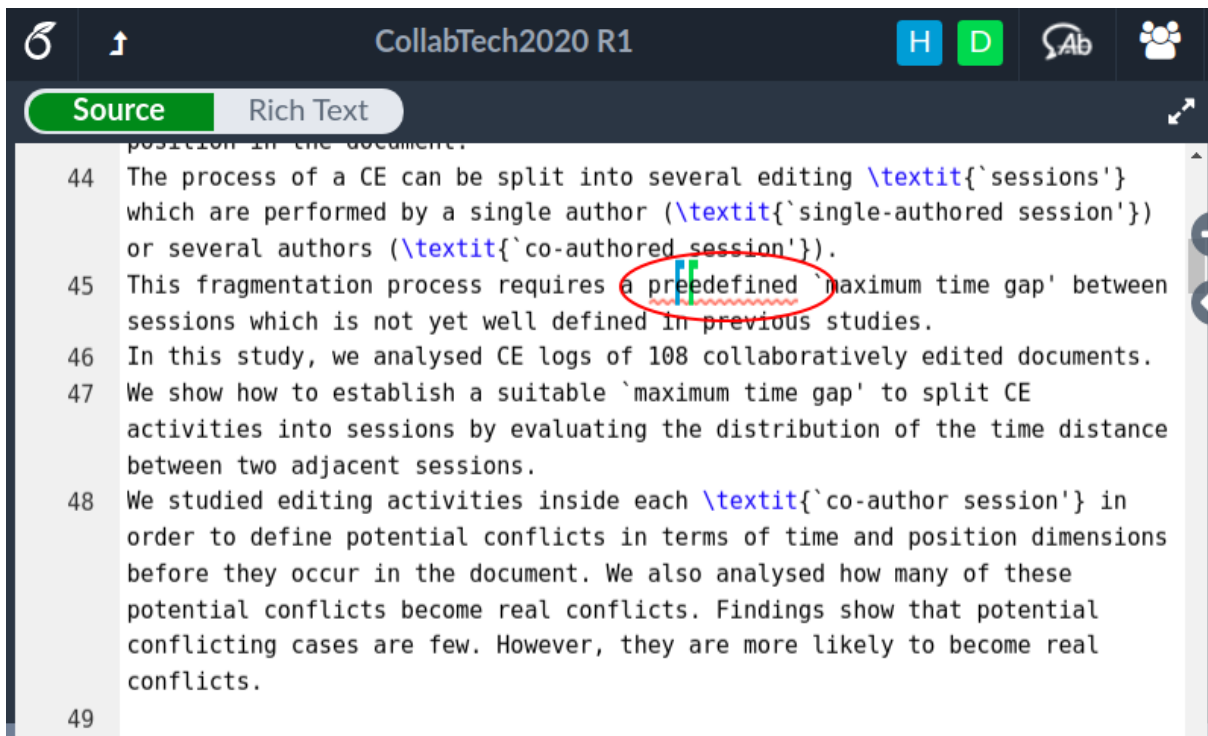 CollabTech2020 R1
H D Ab
Source Rich Text
position in the document.
44 The process of a CE can be split into several editing \textit{`sessions'}
which are performed by a single author (\textit{`single-authored session'})
or several authors (\textit{`co-authored session'}).
45 This fragmentation process requires a preedefined `maximum time gap' between
sessions which is not yet well defined in previous studies.
46 In this study, we analysed CE logs of 108 collaboratively edited documents.
47 We show how to establish a suitable `maximum time gap' to split CE
activities into sessions by evaluating the distribution of the time distance
between two adjacent sessions.
48 We studied editing activities inside each \textit{`co-author session'} in
order to define potential conflicts in terms of time and position dimensions
before they occur in the document. We also analysed how many of these
potential conflicts become real conflicts. Findings show that potential
conflicting cases are few. However, they are more likely to become real
conflicts.
49